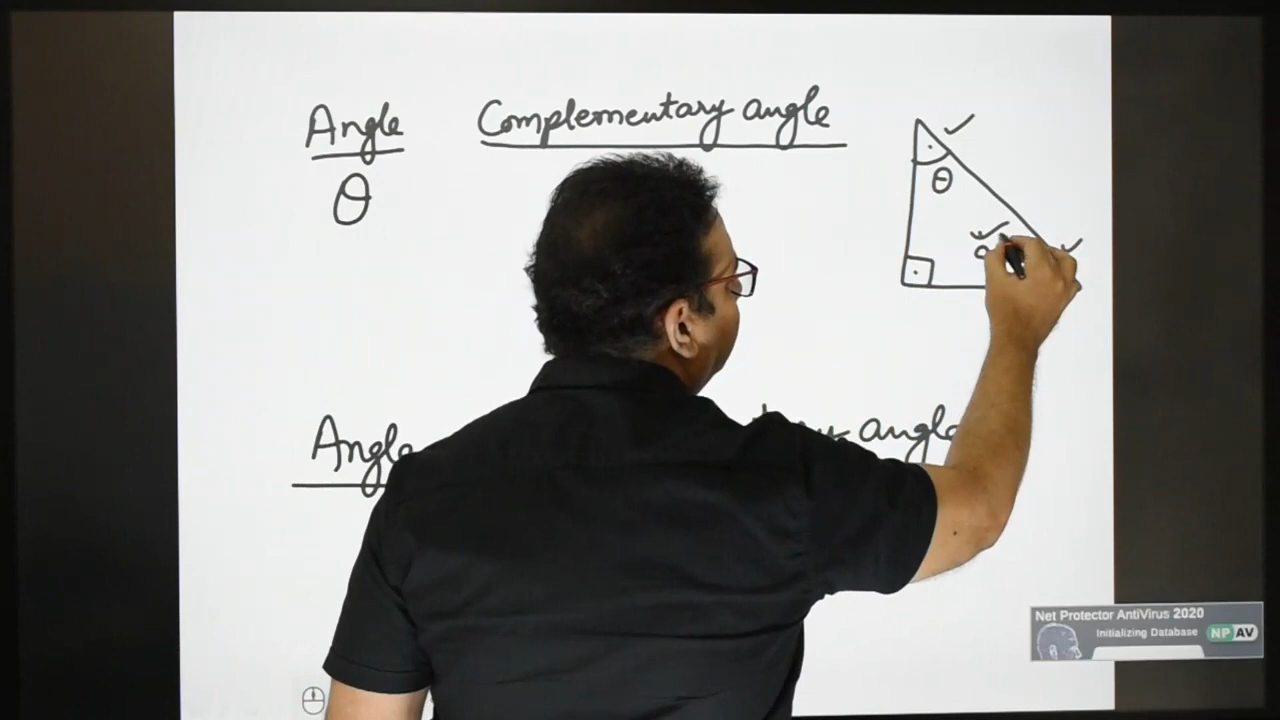 Angle Complementary angle
θ
θ
Angle angle
Net Protector AntiVirus 2020
Initializing Database NP AV